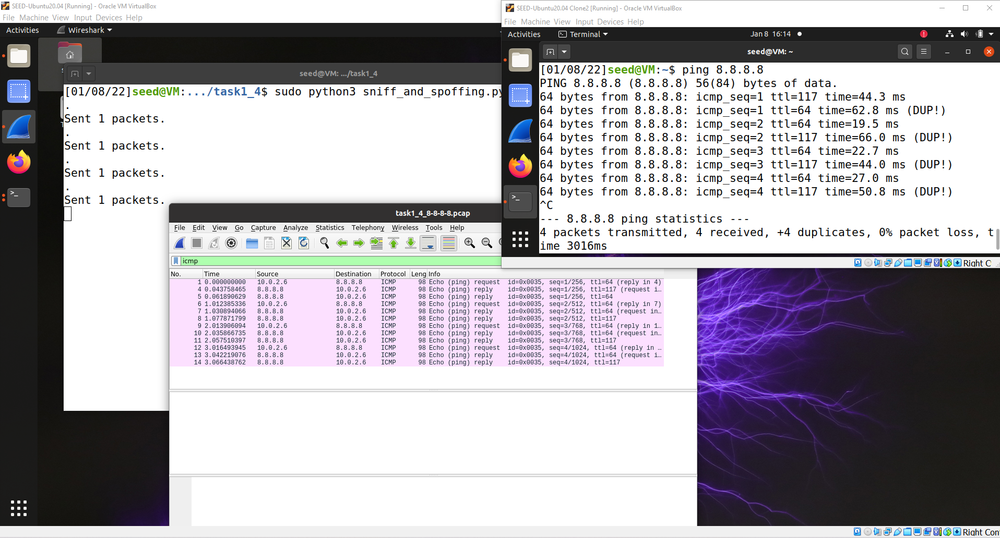 SEED-Ubuntu20.04 [Running] - Oracle VM VirtualBox
File Machine View Input Devices Help
Activities Wireshark
seed@VM: .../task1_4
[01/08/22]seed@VM:.../task1_4$ sudo python3 sniff_and_spoffing.py
.
Sent 1 packets.
.
Sent 1 packets.
.
Sent 1 packets.
.
Sent 1 packets.
SEED-Ubuntu20.04 Clone2 [Running] - Oracle VM VirtualBox
File Machine View Input Devices Help
Activities Terminal Jan 8 16:14
seed@VM: ~
[01/08/22]seed@VM:~$ ping 8.8.8.8
PING 8.8.8.8 (8.8.8.8) 56(84) bytes of data.
64 bytes from 8.8.8.8: icmp_seq=1 ttl=117 time=44.3 ms
64 bytes from 8.8.8.8: icmp_seq=1 ttl=64 time=62.8 ms (DUP!)
64 bytes from 8.8.8.8: icmp_seq=2 ttl=64 time=19.5 ms
64 bytes from 8.8.8.8: icmp_seq=2 ttl=117 time=66.0 ms (DUP!)
64 bytes from 8.8.8.8: icmp_seq=3 ttl=64 time=22.7 ms
64 bytes from 8.8.8.8: icmp_seq=3 ttl=117 time=44.0 ms (DUP!)
64 bytes from 8.8.8.8: icmp_seq=4 ttl=64 time=27.0 ms
64 bytes from 8.8.8.8: icmp_seq=4 ttl=117 time=50.8 ms (DUP!)
^C
--- 8.8.8.8 ping statistics ---
4 packets transmitted, 4 received, +4 duplicates, 0% packet loss, t
ime 3016ms
Right C
task1_4_8-8-8-8.pcap
File Edit View Go Capture Analyze Statistics Telephony Wireless Tools Help
icmp
No. Time Source Destination Protocol Leng Info
1 0.000000000 10.0.2.6 8.8.8.8 ICMP 98 Echo (ping) request id=0x0035, seq=1/256, ttl=64 (reply in 4)
4 0.043758465 8.8.8.8 10.0.2.6 ICMP 98 Echo (ping) reply id=0x0035, seq=1/256, ttl=117 (request i…
5 0.061890629 8.8.8.8 10.0.2.6 ICMP 98 Echo (ping) reply id=0x0035, seq=1/256, ttl=64
6 1.012385336 10.0.2.6 8.8.8.8 ICMP 98 Echo (ping) request id=0x0035, seq=2/512, ttl=64 (reply in 7)
7 1.030894066 8.8.8.8 10.0.2.6 ICMP 98 Echo (ping) reply id=0x0035, seq=2/512, ttl=64 (request in…
8 1.077871799 8.8.8.8 10.0.2.6 ICMP 98 Echo (ping) reply id=0x0035, seq=2/512, ttl=117
9 2.013906094 10.0.2.6 8.8.8.8 ICMP 98 Echo (ping) request id=0x0035, seq=3/768, ttl=64 (reply in 1…
10 2.035866735 8.8.8.8 10.0.2.6 ICMP 98 Echo (ping) reply id=0x0035, seq=3/768, ttl=64 (request in…
11 2.057510397 8.8.8.8 10.0.2.6 ICMP 98 Echo (ping) reply id=0x0035, seq=3/768, ttl=117
12 3.016493945 10.0.2.6 8.8.8.8 ICMP 98 Echo (ping) request id=0x0035, seq=4/1024, ttl=64 (reply in …
13 3.042219076 8.8.8.8 10.0.2.6 ICMP 98 Echo (ping) reply id=0x0035, seq=4/1024, ttl=64 (request i…
14 3.066438762 8.8.8.8 10.0.2.6 ICMP 98 Echo (ping) reply id=0x0035, seq=4/1024, ttl=117
Right Con